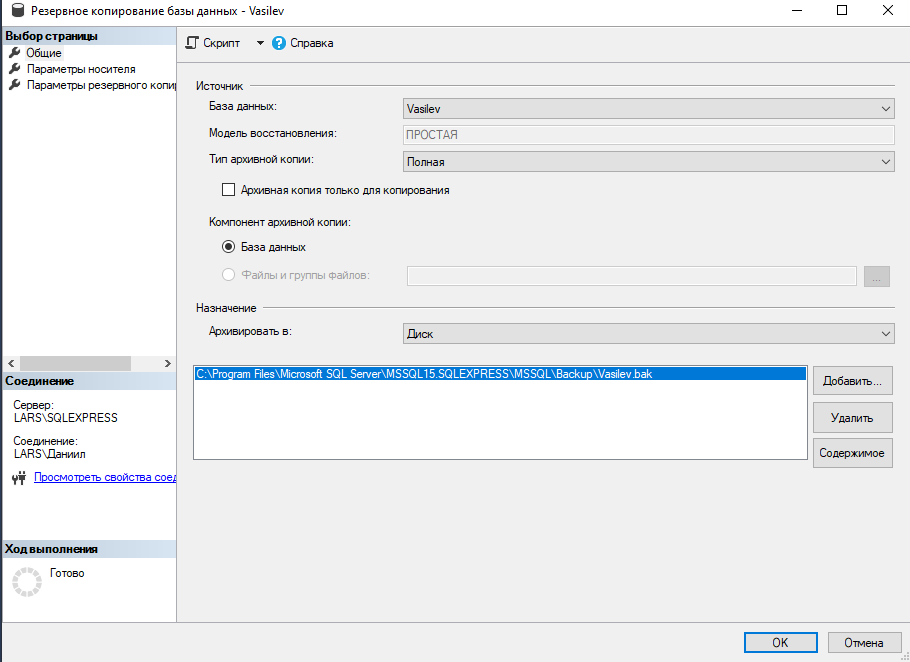 Резервное копирование базы данных - Vasilev
Выбор страницы
Общие
Параметры носителя
Параметры резервного копи
Скрипт
Справка
Источник
База данных:
Vasilev
Модель восстановления:
ПРОСТАЯ
Тип архивной копии:
Полная
Архивная копия только для копирования
Компонент архивной копии:
База данных
Файлы и группы файлов:
...
Назначение
Архивировать в:
Диск
C:\Program Files\Microsoft SQL Server\MSSQL15.SQLEXPRESS\MSSQL\Backup\Vasilev.bak
Добавить...
Удалить
Содержимое
Соединение
Сервер:
LARS\SQLEXPRESS
Соединение:
LARS\Даниил
Просмотреть свойства соед
Ход выполнения
Готово
OK
Отмена